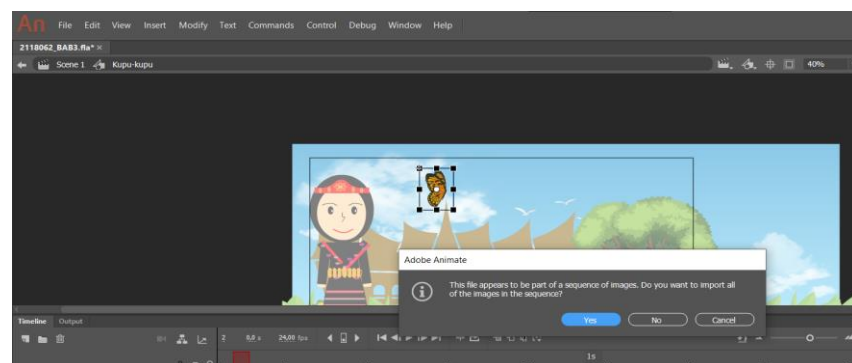 An File Edit View Insert Modify Text Commands Control Debug Window Help
2118062_BAB3.fla* ×
Scene 1 Kupu-kupu 40%
Adobe Animate
This file appears to be part of a sequence of images. Do you want to import all
of the images in the sequence?
Yes No Cancel
Timeline Output
2 0,0 s 24,00 fps
1s